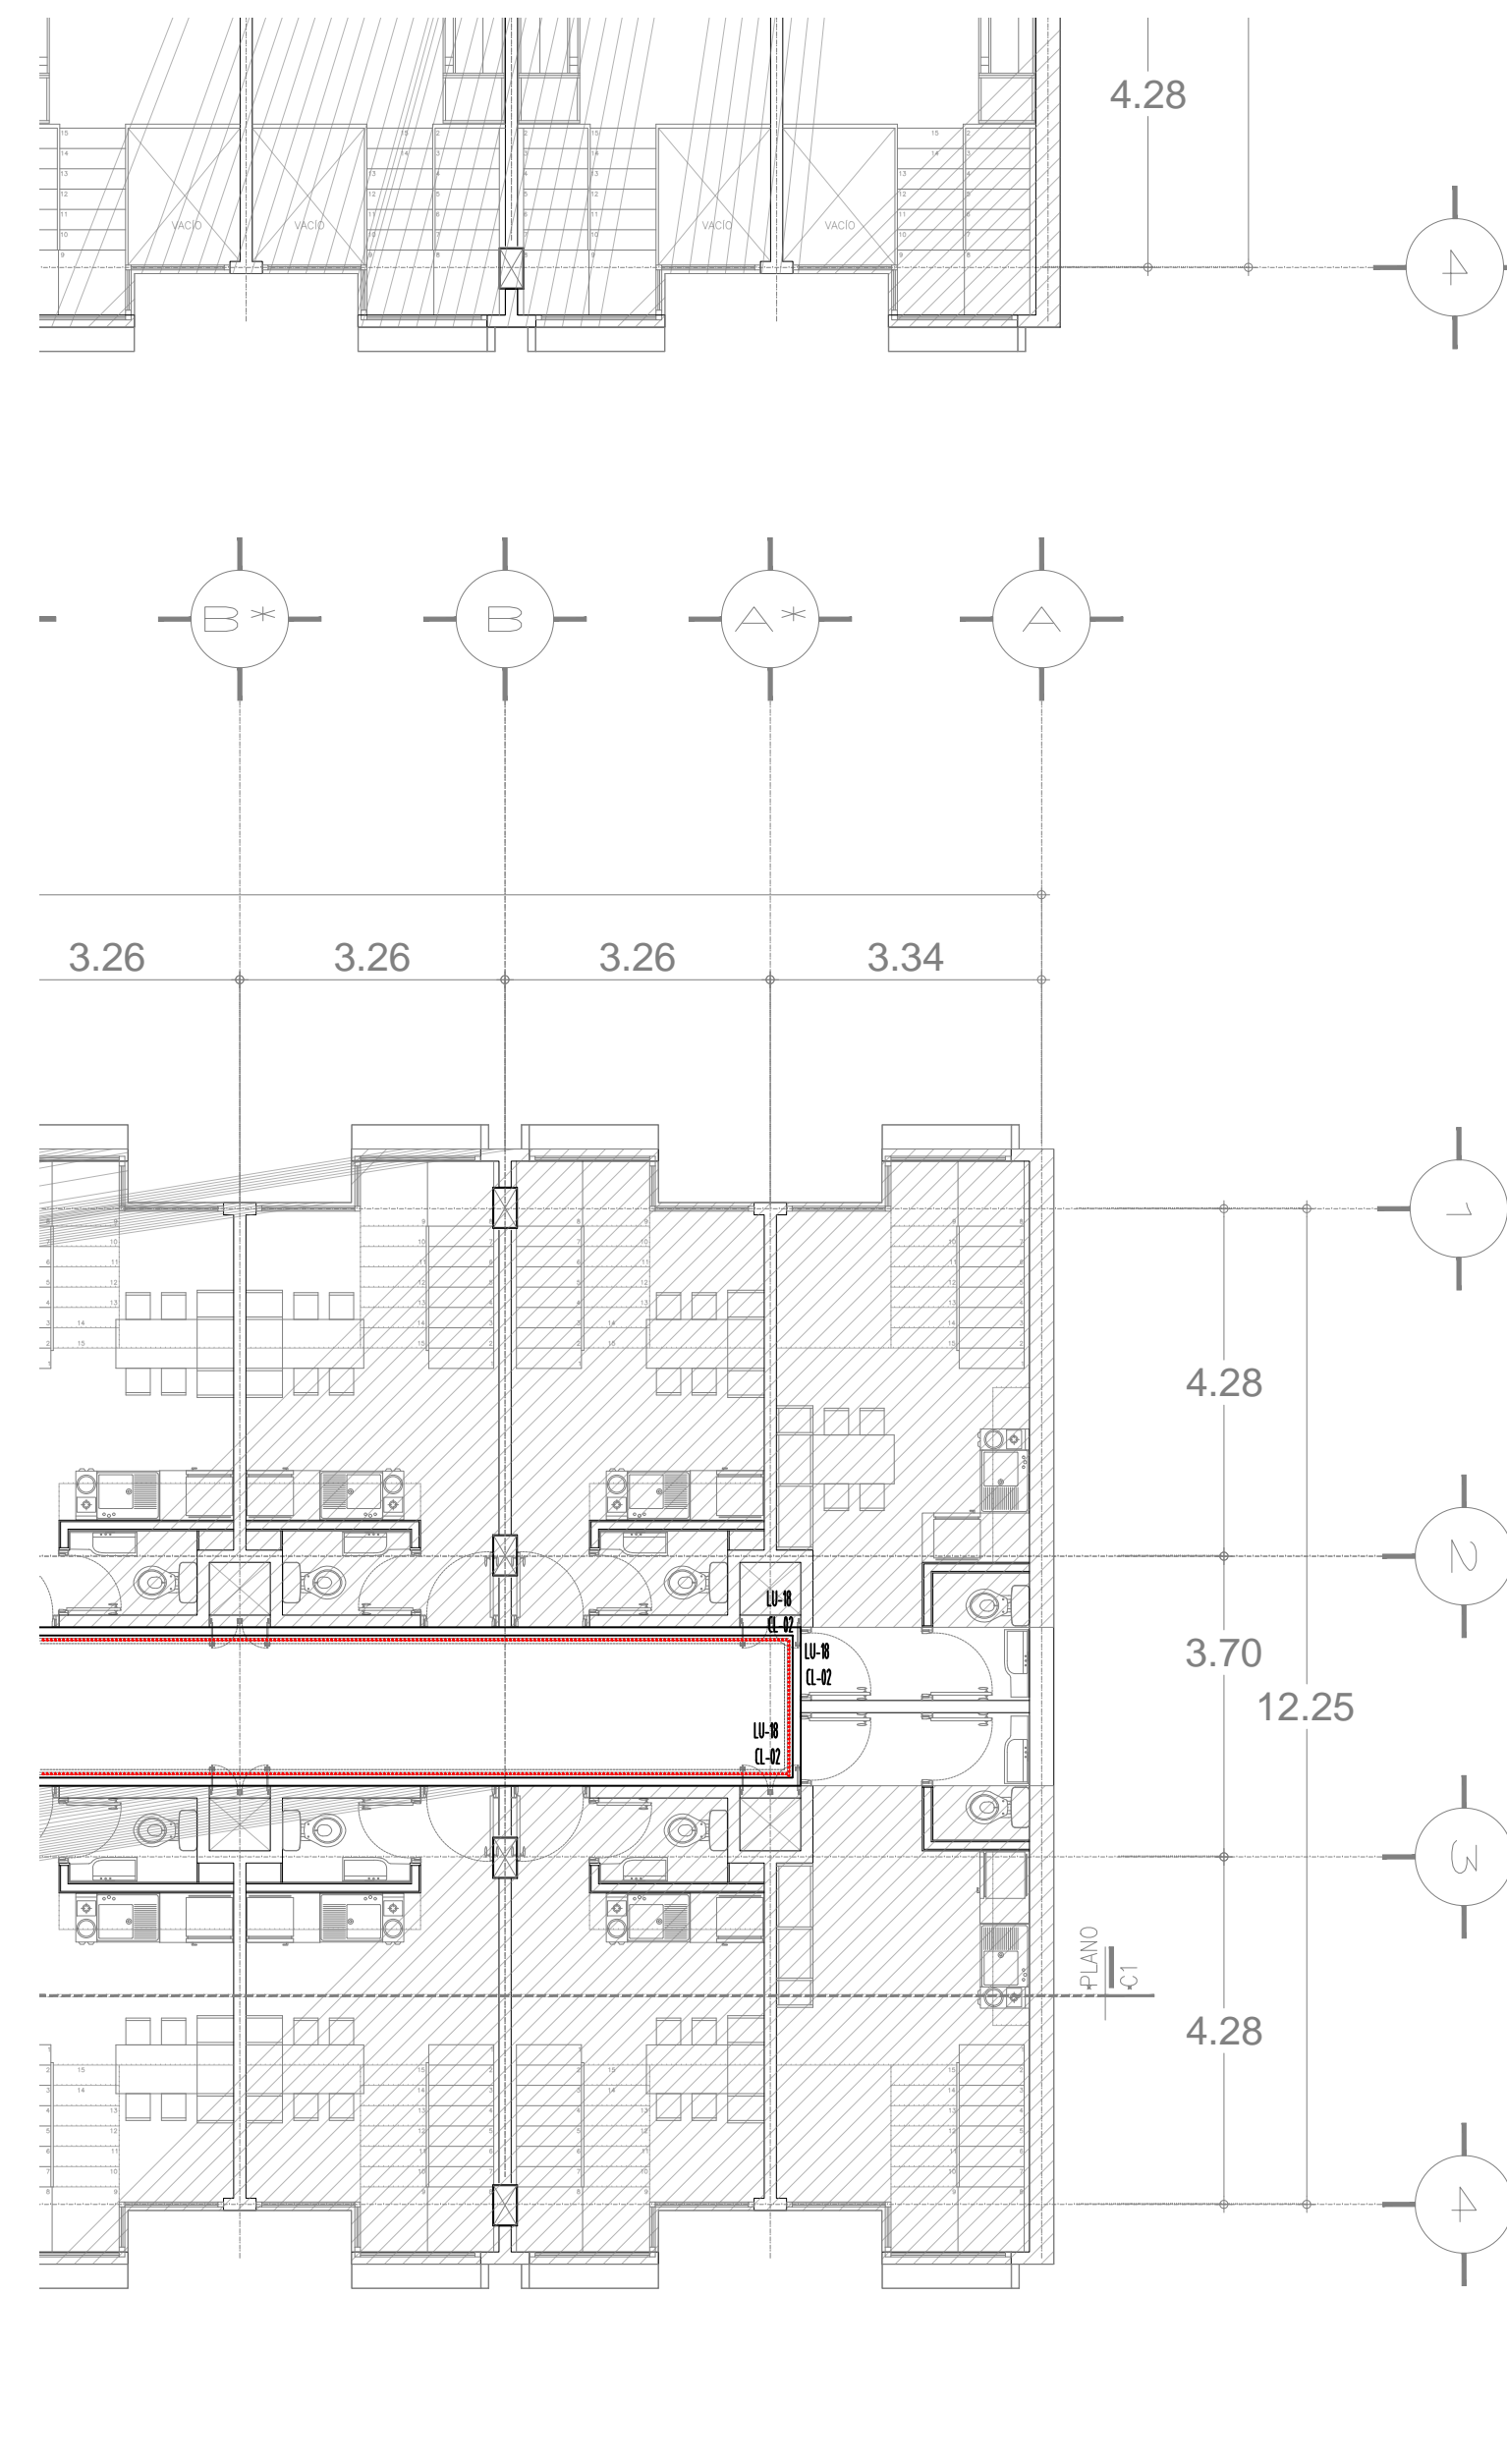 4.28
VACÍO
VACÍO
VACÍO
VACÍO
4
B*
B
A*
A
3.26
3.26
3.26
3.34
1
4.28
2
LU-18
CL-02
LU-18
CL-02
3.70
12.25
LU-18
CL-02
3
PLANO
C1
4.28
4